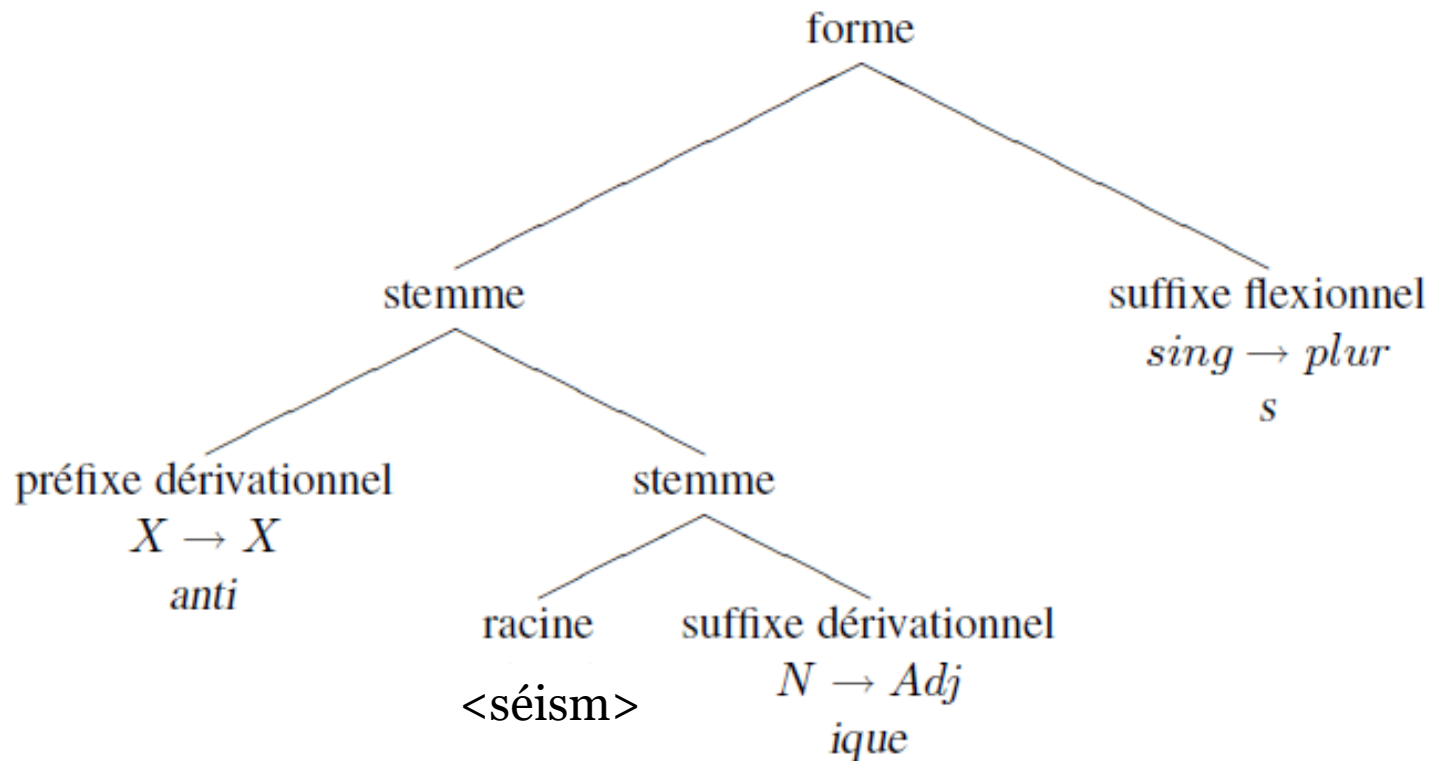 forme
stemme
suffixe flexionnel
sing → plur
s
préfixe dérivationnel
X → X
anti
stemme
racine
<séism>
suffixe dérivationnel
N → Adj
ique